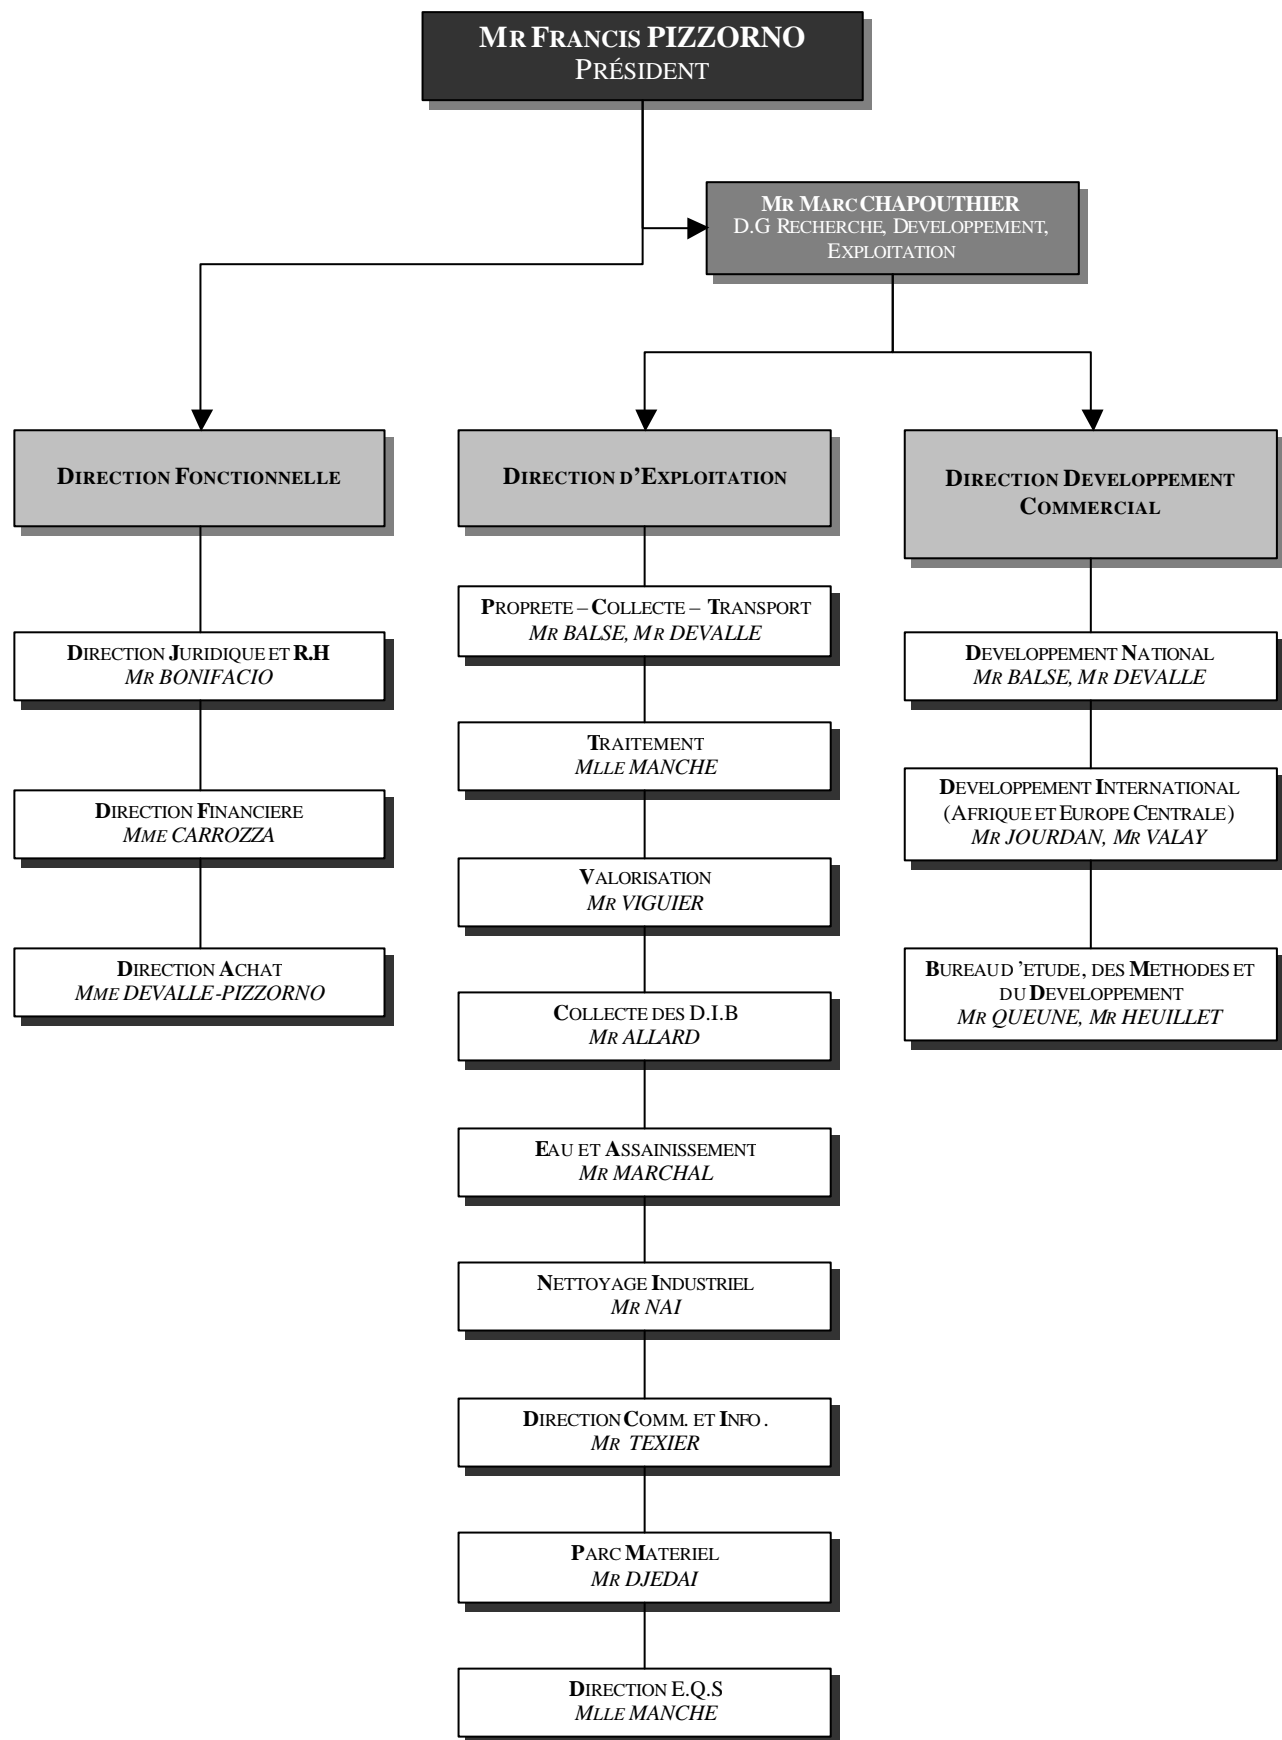 MR FRANCIS PIZZORNO
PRÉSIDENT
MR MARC CHAPOUTHIER
D.G RECHERCHE, DEVELOPPEMENT,
EXPLOITATION
DIRECTION FONCTIONNELLE
DIRECTION JURIDIQUE ET R.H
MR BONIFACIO
DIRECTION FINANCIERE
MME CARROZZA
DIRECTION ACHAT
MME DEVALLE-PIZZORNO
DIRECTION D'EXPLOITATION
PROPRETE – COLLECTE – TRANSPORT
MR BALSE, MR DEVALLE
TRAITEMENT
MLLE MANCHE
VALORISATION
MR VIGUIER
COLLECTE DES D.I.B
MR ALLARD
EAU ET ASSAINISSEMENT
MR MARCHAL
NETTOYAGE INDUSTRIEL
MR NAI
DIRECTION COMM. ET INFO.
MR TEXIER
PARC MATERIEL
MR DJEDAI
DIRECTION E.Q.S
MLLE MANCHE
DIRECTION DEVELOPPEMENT
COMMERCIAL
DEVELOPPEMENT NATIONAL
MR BALSE, MR DEVALLE
DEVELOPPEMENT INTERNATIONAL
(AFRIQUE ET EUROPE CENTRALE)
MR JOURDAN, MR VALAY
BUREAU D'ETUDE, DES METHODES ET
DU DEVELOPPEMENT
MR QUEUNE, MR HEUILLET